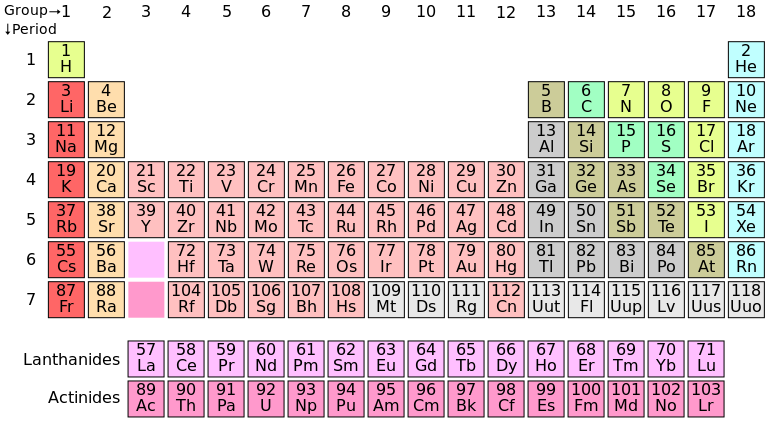 Group→1 2 3 4 5 6 7 8 9 10 11 12 13 14 15 16 17 18
↓Period
1 1 H 2 He
2 3 Li 4 Be 5 B 6 C 7 N 8 O 9 F 10 Ne
3 11 Na 12 Mg 13 Al 14 Si 15 P 16 S 17 Cl 18 Ar
4 19 K 20 Ca 21 Sc 22 Ti 23 V 24 Cr 25 Mn 26 Fe 27 Co 28 Ni 29 Cu 30 Zn 31 Ga 32 Ge 33 As 34 Se 35 Br 36 Kr
5 37 Rb 38 Sr 39 Y 40 Zr 41 Nb 42 Mo 43 Tc 44 Ru 45 Rh 46 Pd 47 Ag 48 Cd 49 In 50 Sn 51 Sb 52 Te 53 I 54 Xe
6 55 Cs 56 Ba 72 Hf 73 Ta 74 W 75 Re 76 Os 77 Ir 78 Pt 79 Au 80 Hg 81 Tl 82 Pb 83 Bi 84 Po 85 At 86 Rn
7 87 Fr 88 Ra 104 Rf 105 Db 106 Sg 107 Bh 108 Hs 109 Mt 110 Ds 111 Rg 112 Cn 113 Uut 114 Fl 115 Uup 116 Lv 117 Uus 118 Uuo
Lanthanides 57 La 58 Ce 59 Pr 60 Nd 61 Pm 62 Sm 63 Eu 64 Gd 65 Tb 66 Dy 67 Ho 68 Er 69 Tm 70 Yb 71 Lu
Actinides 89 Ac 90 Th 91 Pa 92 U 93 Np 94 Pu 95 Am 96 Cm 97 Bk 98 Cf 99 Es 100 Fm 101 Md 102 No 103 Lr